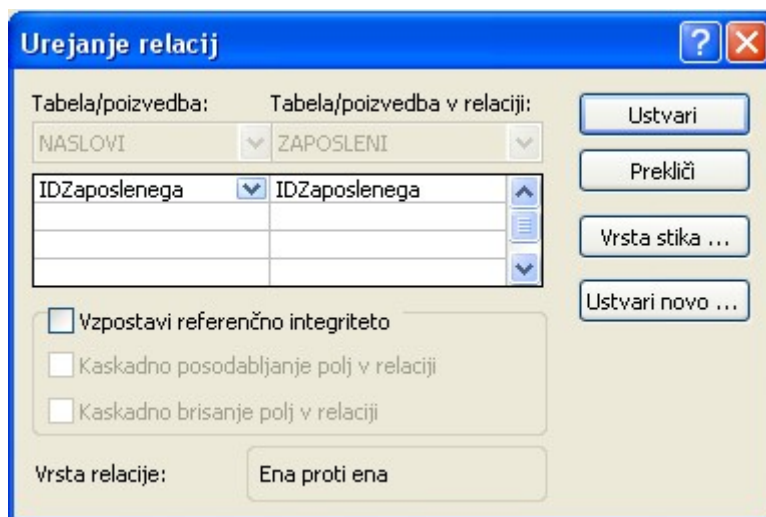 Urejanje relacij
Tabela/poizvedba: Tabela/poizvedba v relaciji:
NASLOVI ZAPOSLENI
IDZaposlenega IDZaposlenega
Vzpostavi referenčno integriteto
Kaskadno posodabljanje polj v relaciji
Kaskadno brisanje polj v relaciji
Vrsta relacije: Ena proti ena
Ustvari
Prekliči
Vrsta stika ...
Ustvari novo ...